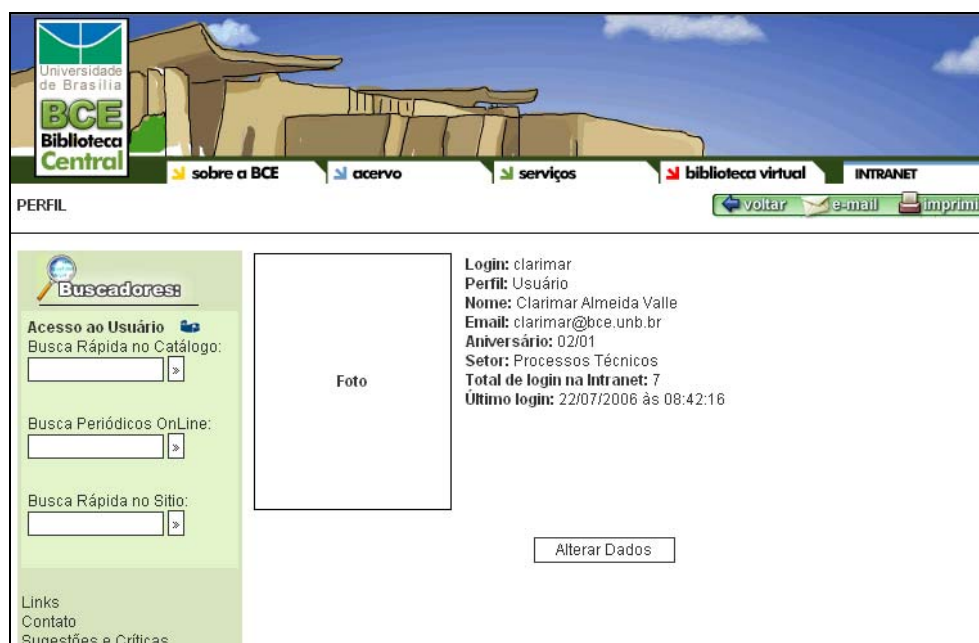 Universidade
de Brasília
BCE
Biblioteca
Central
sobre a BCE
acervo
serviços
biblioteca virtual
INTRANET
PERFIL
voltar
e-mail
imprimi
Buscadores:
Acesso ao Usuário
Busca Rápida no Catálogo:
»
Busca Periódicos OnLine:
»
Busca Rápida no Sitio:
»
Links
Contato
Sugestões e Críticas
Foto
Login: clarimar
Perfil: Usuário
Nome: Clarimar Almeida Valle
Email: clarimar@bce.unb.br
Aniversário: 02/01
Setor: Processos Técnicos
Total de login na Intranet: 7
Último login: 22/07/2006 às 08:42:16
Alterar Dados